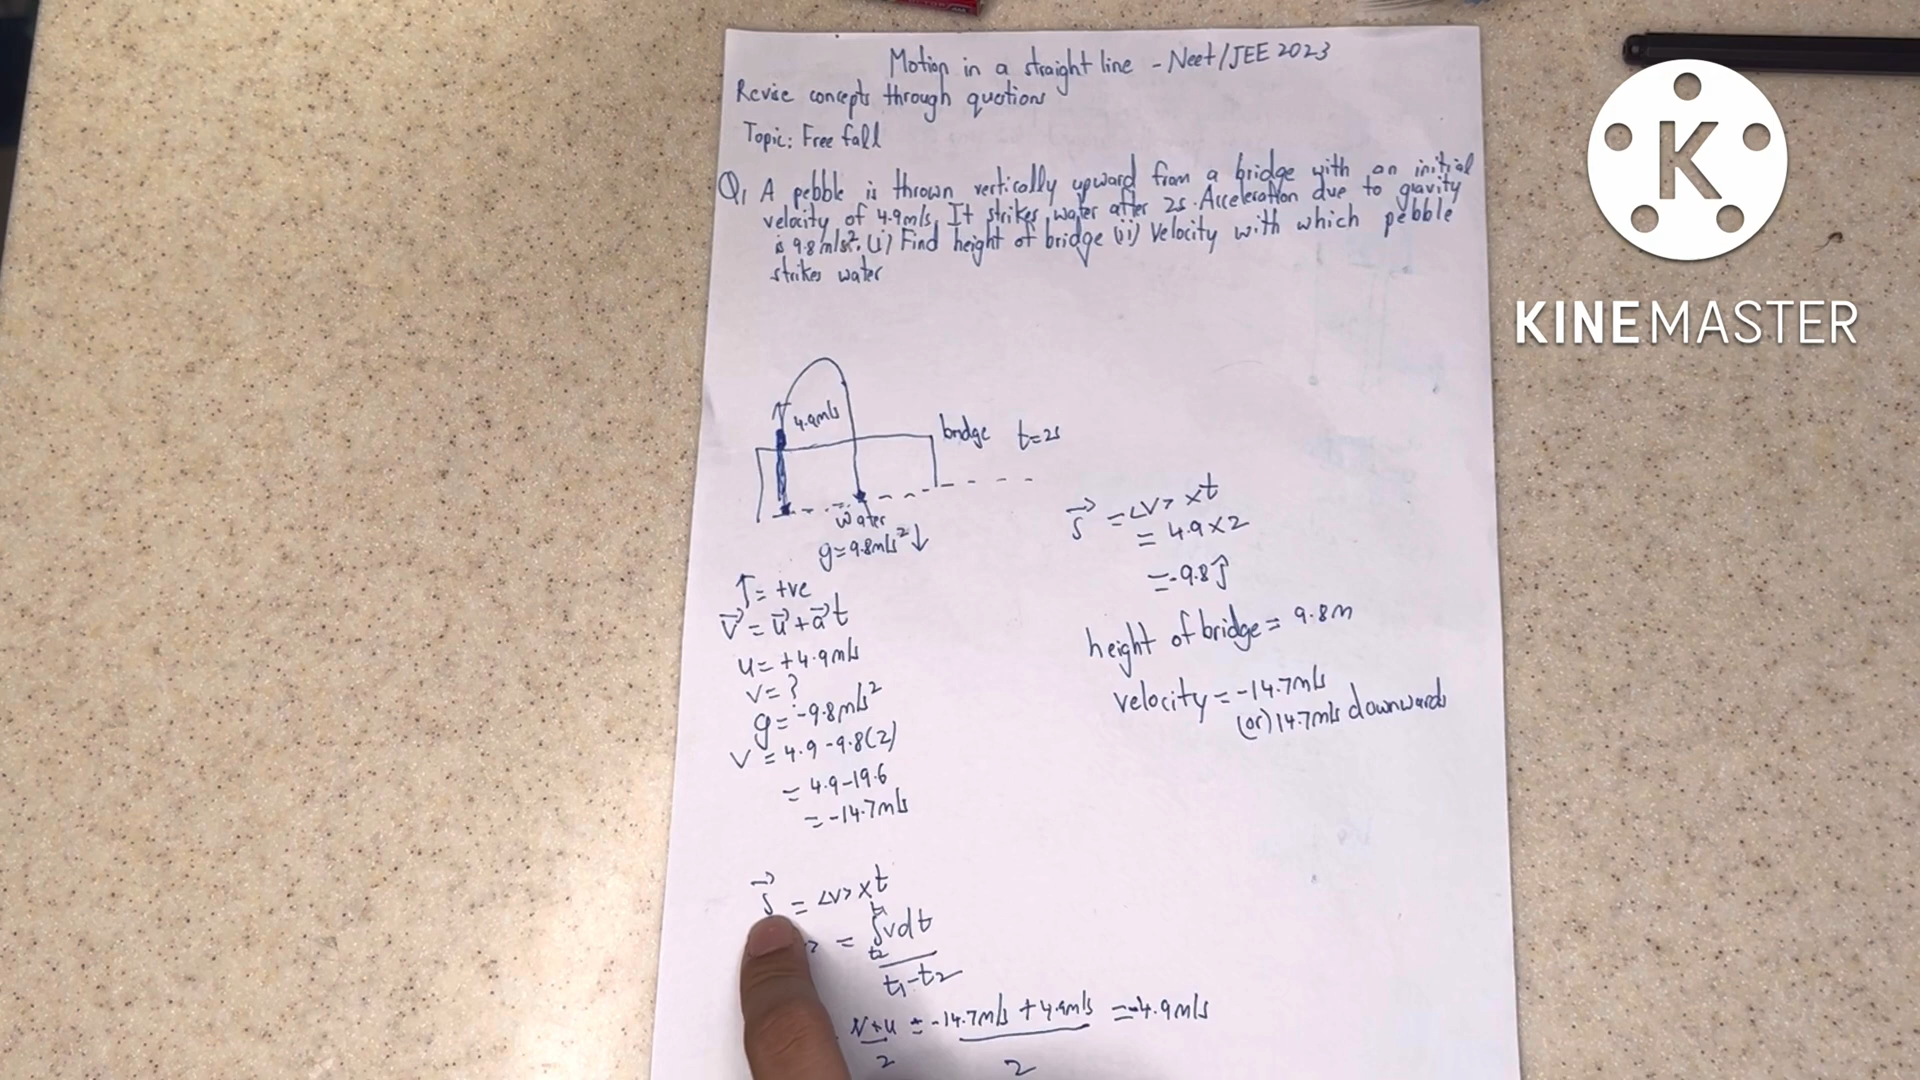 Motion in a straight line - Neet/JEE 2023
Revise concepts through quotions
Topic: Free fall
Q1 A pebble is thrown vertically upward from a bridge with an initial
velocity of 4.9m/s. It strikes water after 2s. Acceleration due to gravity
is 9.8m/s². (i) Find height of bridge (ii) Velocity with which pebble
strikes water
4.9m/s
bridge t=2s
water
g=9.8m/s² ↓
↑ = +ve
v⃗ = u⃗ + a⃗ t
u = +4.9m/s
v = ?
g = -9.8m/s²
v = 4.9 - 9.8(2)
= 4.9 - 19.6
= -14.7m/s
s⃗ = <v> x t
= ∫ v dt
t1 - t2
v+u = -14.7m/s + 4.9m/s = -4.9m/s
2 2
s⃗ = <v> x t
= 4.9 x 2
= -9.8 ĵ
height of bridge = 9.8m
velocity = -14.7m/s
(or) 14.7m/s downwards
K
KINEMASTER